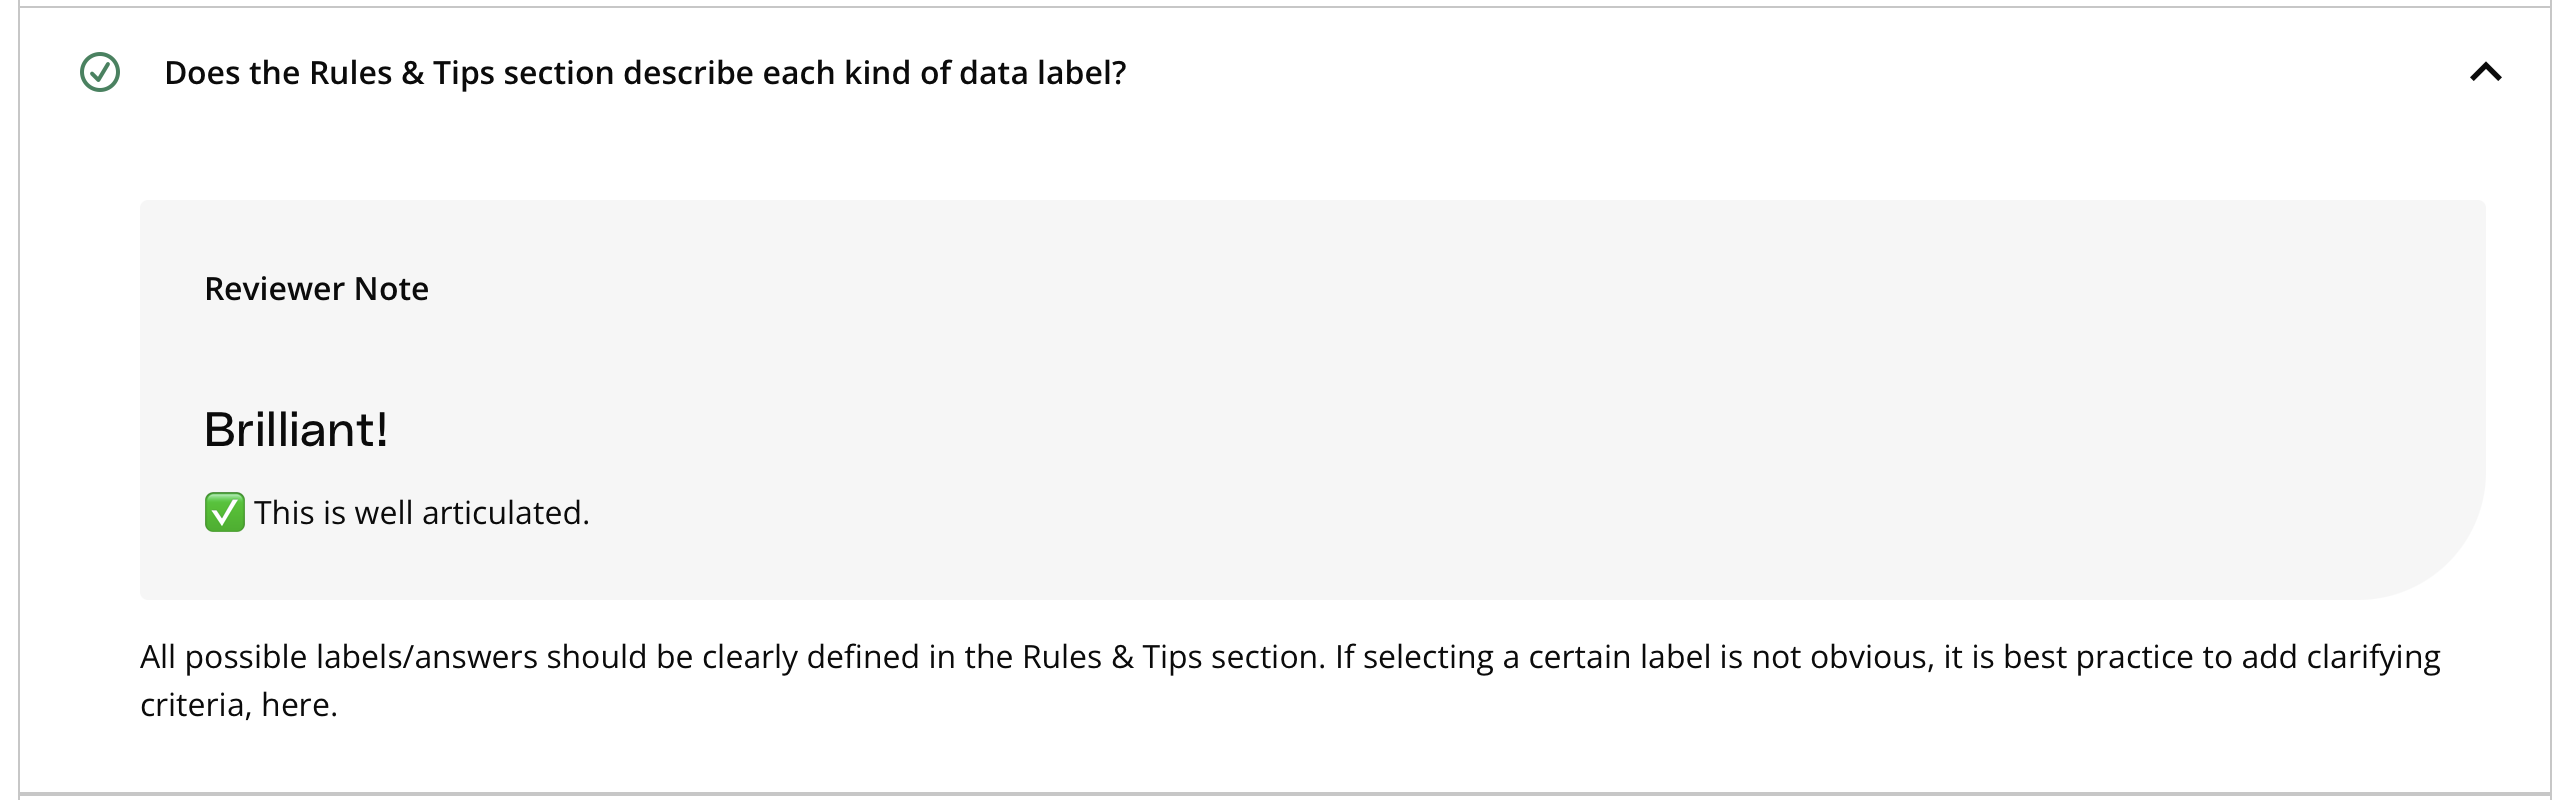 Does the Rules & Tips section describe each kind of data label?
Reviewer Note
Brilliant!
✅ This is well articulated.
All possible labels/answers should be clearly defined in the Rules & Tips section. If selecting a certain label is not obvious, it is best practice to add clarifying
criteria, here.